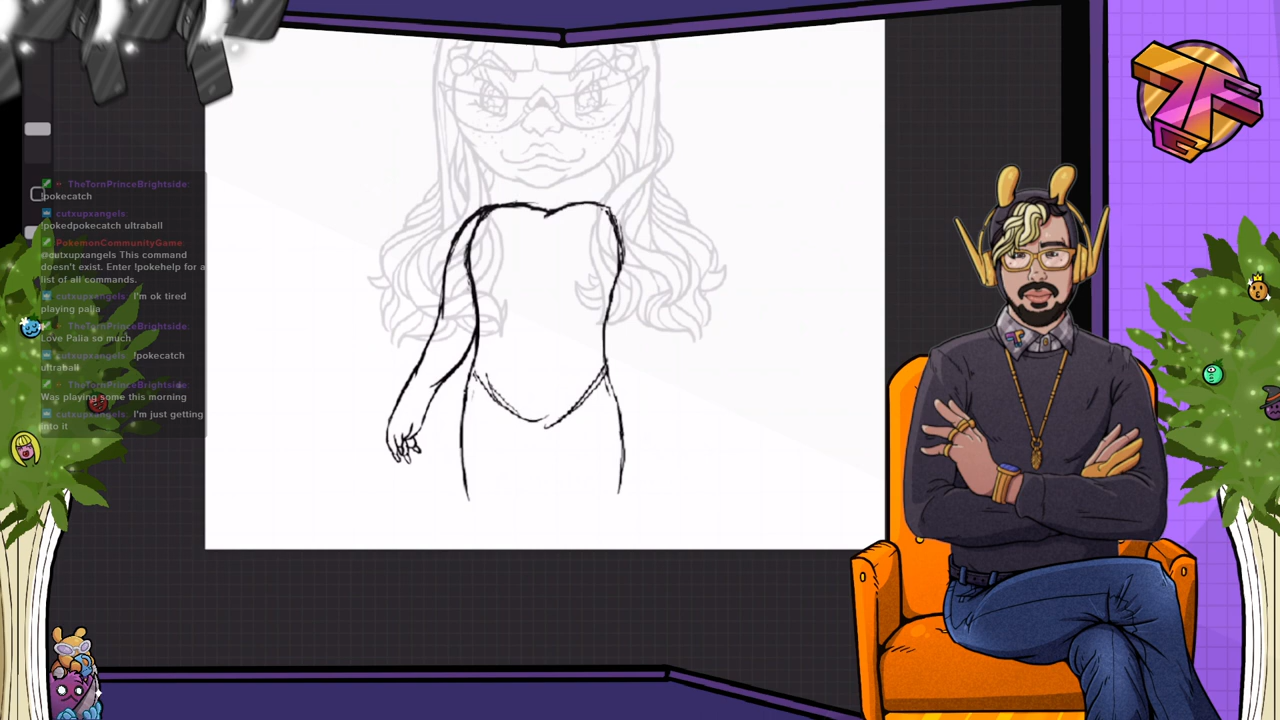 TheTornPrinceBrightside:
!pokecatch
cutxupxangels:
!pokedpokecatch ultraball
PokemonCommunityGame:
@cutxupxangels This command
doesn't exist. Enter !pokehelp for a
list of all commands.
cutxupxangels: I'm ok tired
playing palia
TheTornPrinceBrightside:
Love Palia so much
cutxupxangels: !pokecatch
ultraball
TheTornPrinceBrightside:
Was playing some this morning
cutxupxangels: I'm just getting
into it